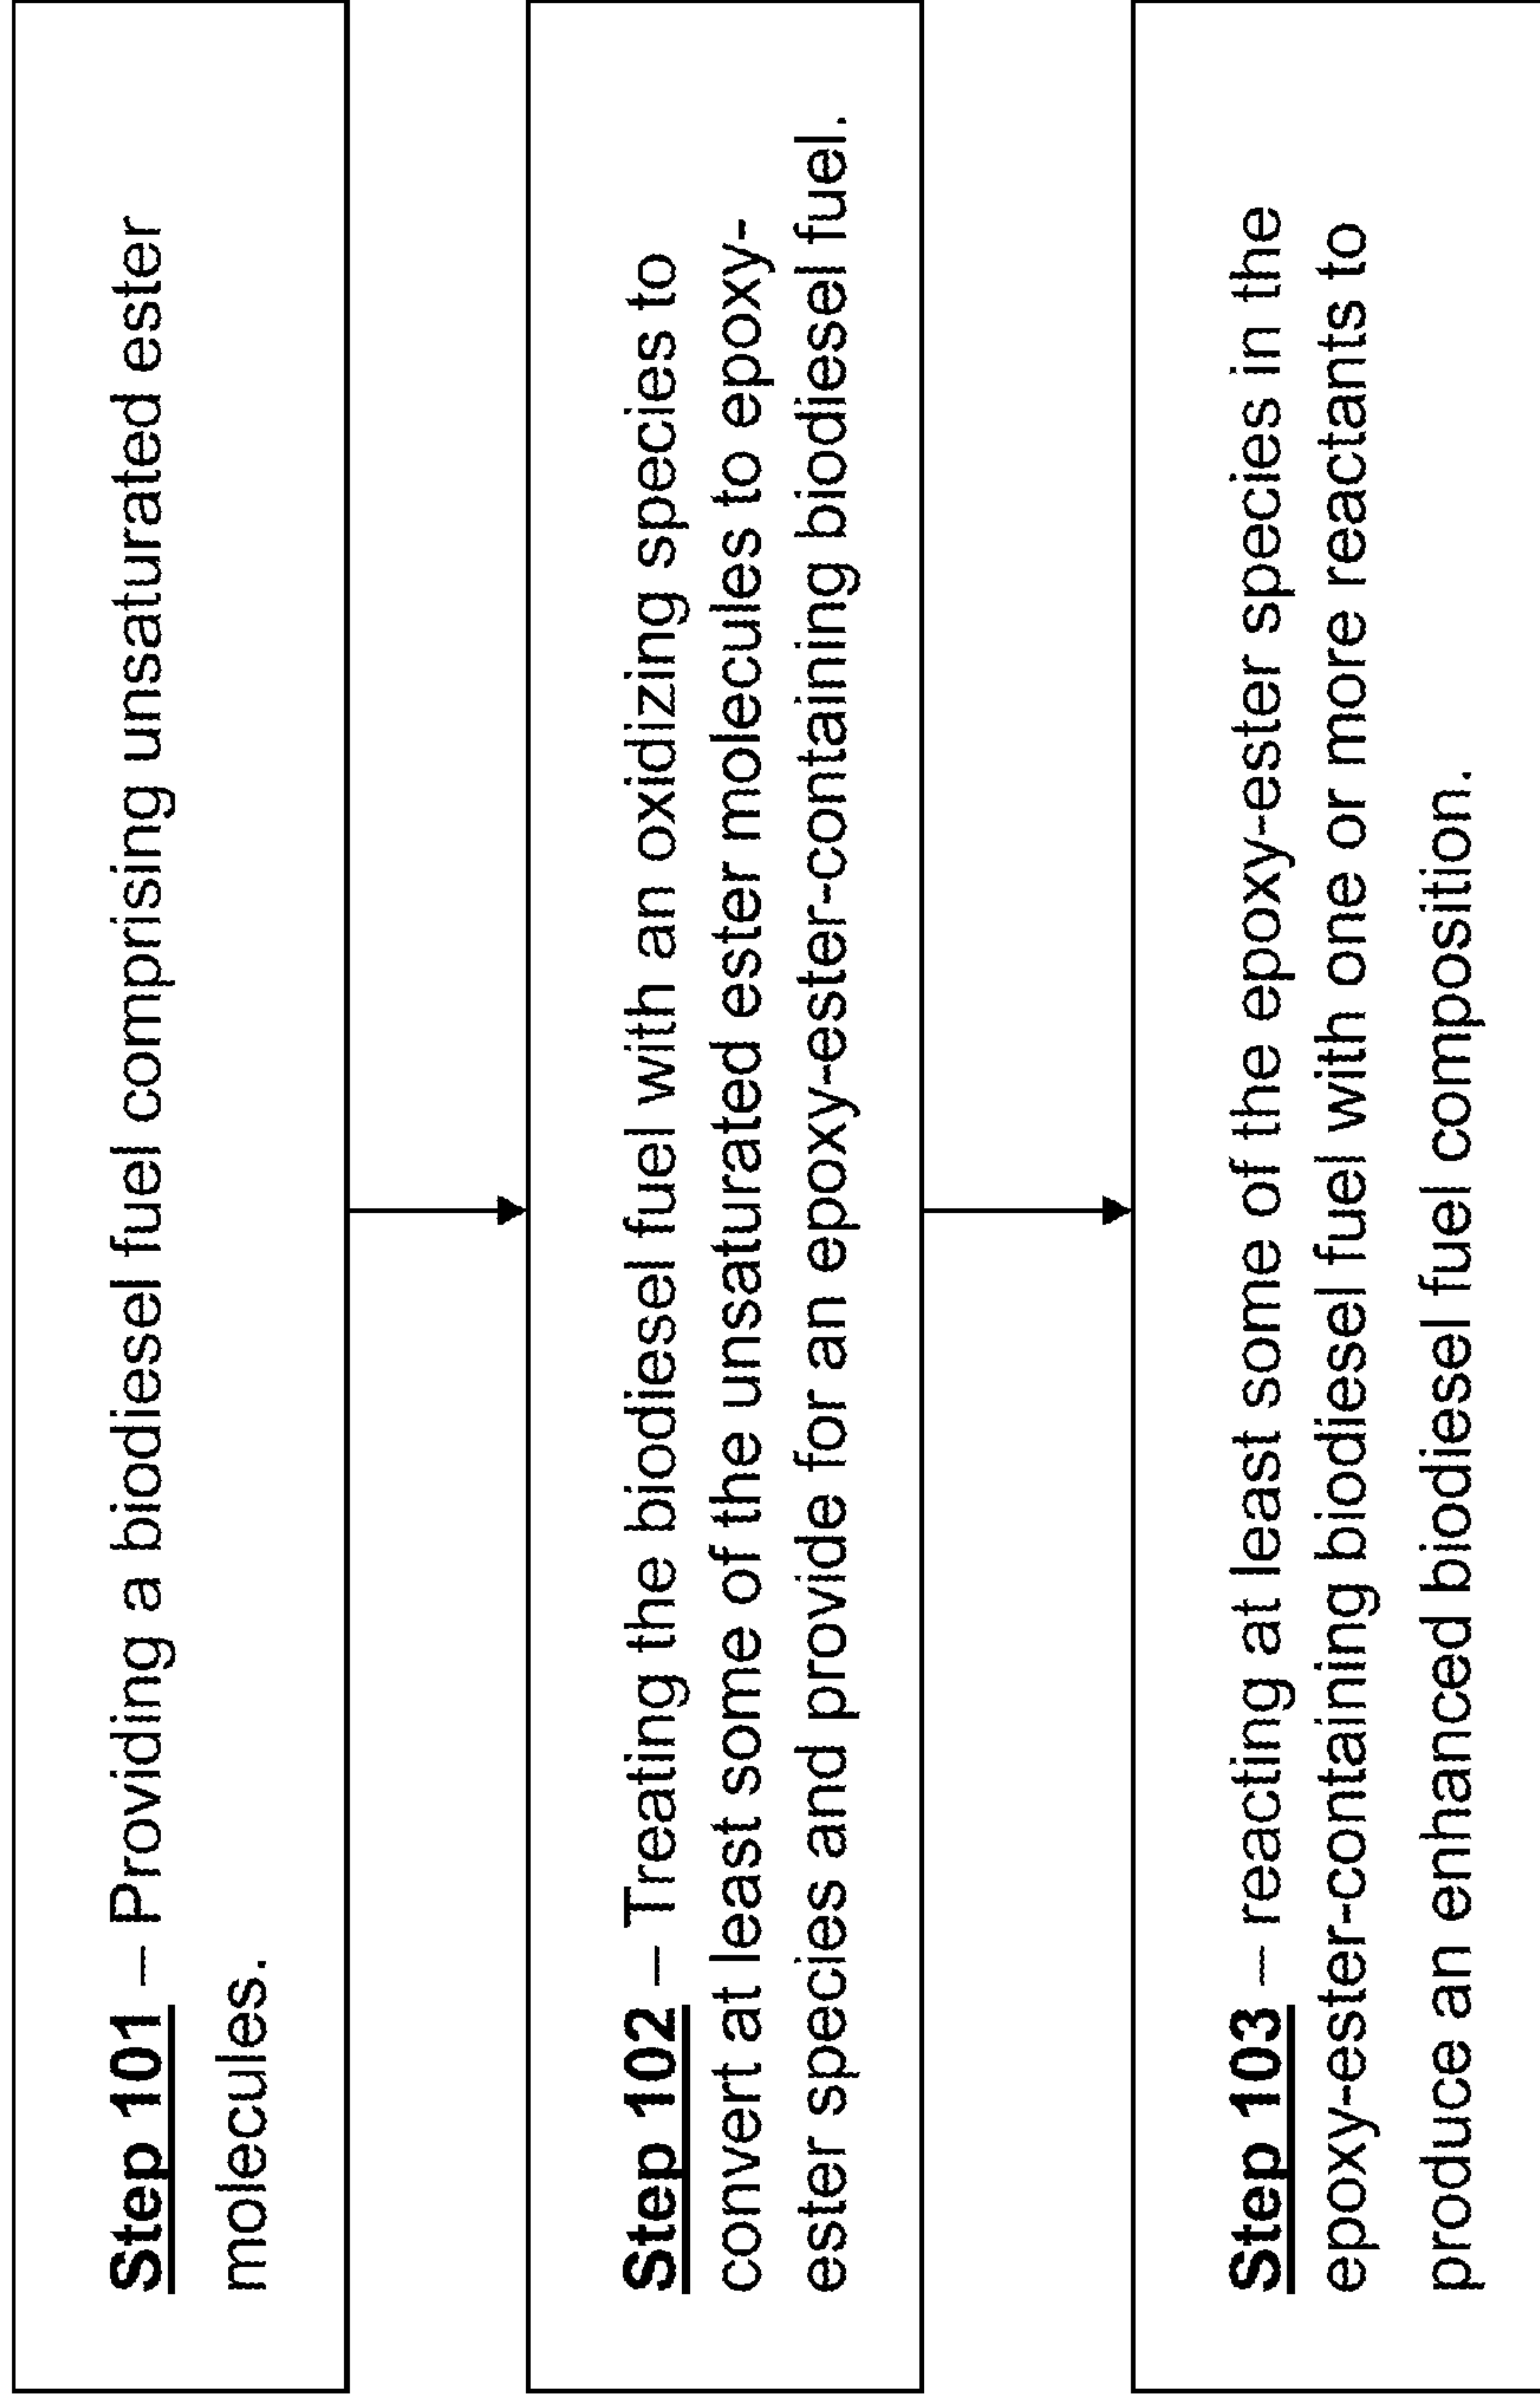 Step 101 – Providing a biodiesel fuel comprising unsaturated ester
molecules.
Step 102 – Treating the biodiesel fuel with an oxidizing species to
convert at least some of the unsaturated ester molecules to epoxy-
ester species and provide for an epoxy-ester-containing biodiesel fuel.
Step 103 – reacting at least some of the epoxy-ester species in the
epoxy-ester-containing biodiesel fuel with one or more reactants to
produce an enhanced biodiesel fuel composition.